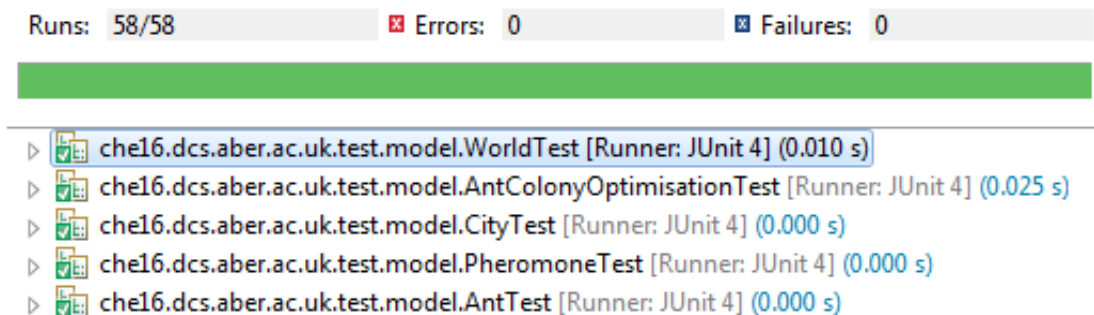 Runs: 58/58 Errors: 0 Failures: 0
che16.dcs.aber.ac.uk.test.model.WorldTest [Runner: JUnit 4] (0.010 s)
che16.dcs.aber.ac.uk.test.model.AntColonyOptimisationTest [Runner: JUnit 4] (0.025 s)
che16.dcs.aber.ac.uk.test.model.CityTest [Runner: JUnit 4] (0.000 s)
che16.dcs.aber.ac.uk.test.model.PheromoneTest [Runner: JUnit 4] (0.000 s)
che16.dcs.aber.ac.uk.test.model.AntTest [Runner: JUnit 4] (0.000 s)